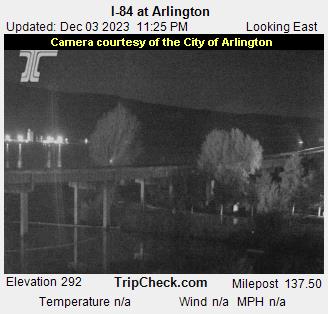 I-84 at Arlington
Updated: Dec 03 2023 11:25 PM Looking East
Camera courtesy of the City of Arlington
Elevation 292 TripCheck.com Milepost 137.50
Temperature n/a Wind n/a MPH n/a